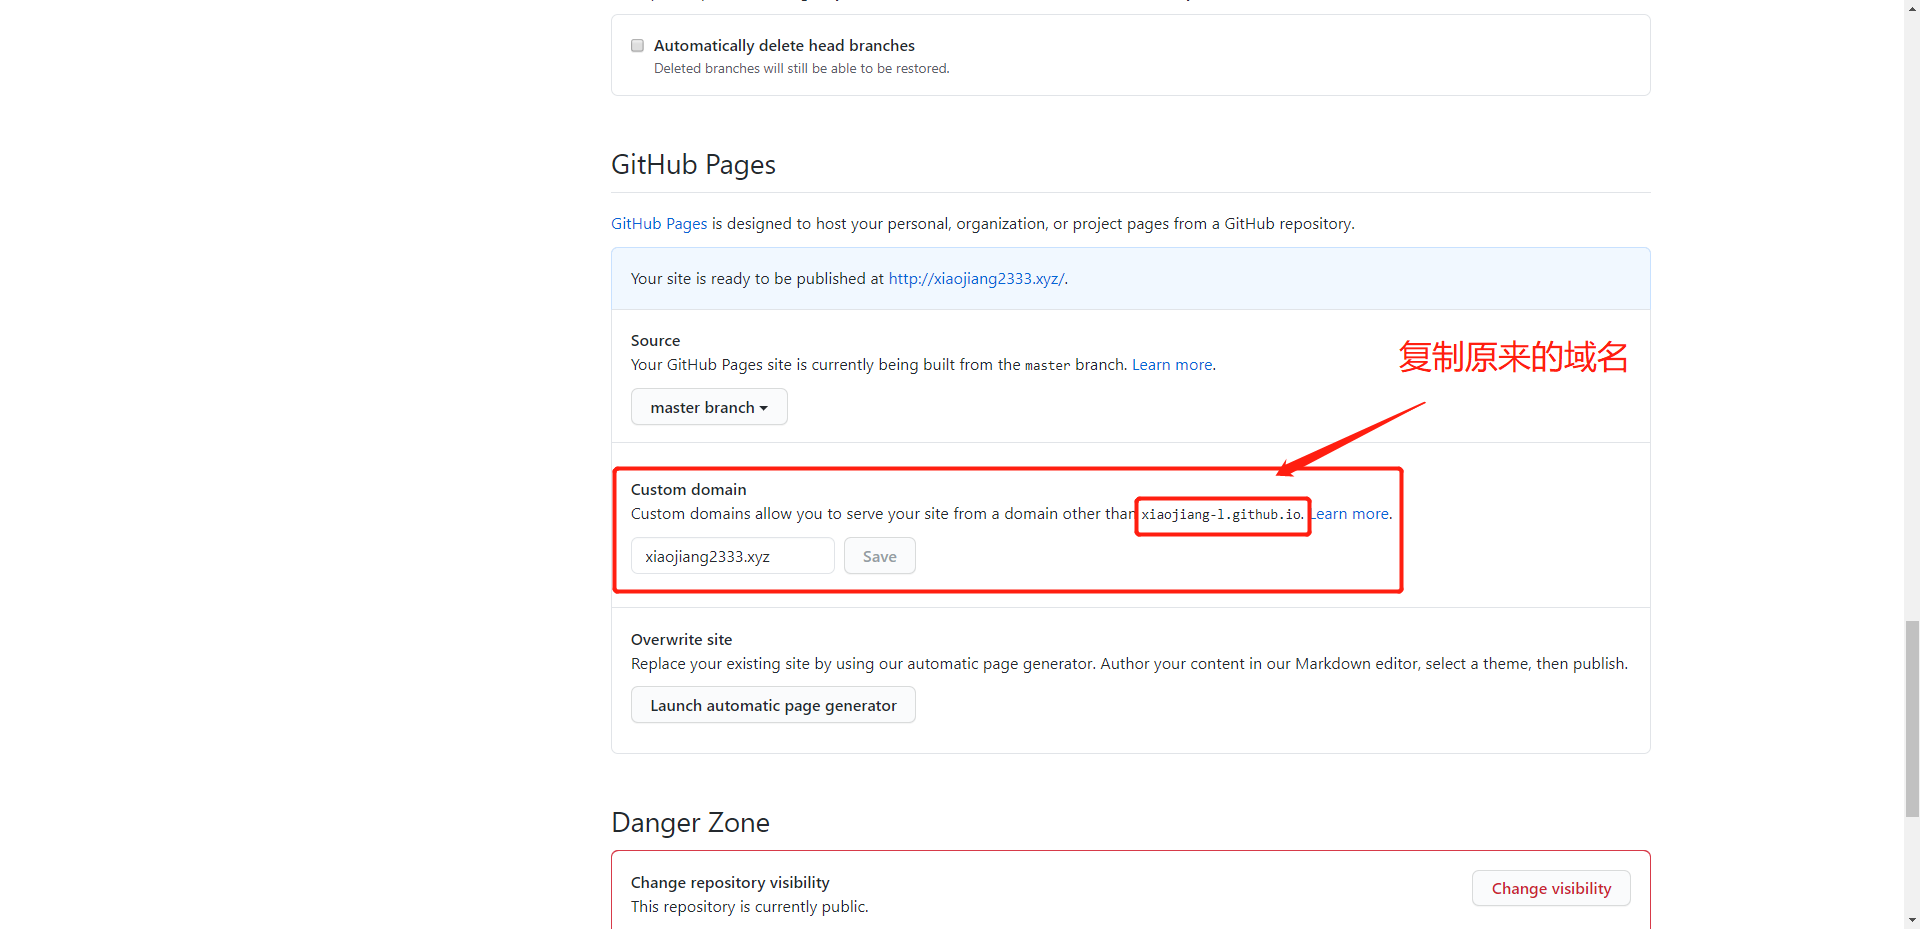 Automatically delete head branches
Deleted branches will still be able to be restored.
GitHub Pages
GitHub Pages is designed to host your personal, organization, or project pages from a GitHub repository.
Your site is ready to be published at http://xiaojiang2333.xyz/.
Source
Your GitHub Pages site is currently being built from the master branch. Learn more.
复制原来的域名
master branch
Custom domain
Custom domains allow you to serve your site from a domain other than xiaojiang-l.github.io. Learn more.
xiaojiang2333.xyz Save
Overwrite site
Replace your existing site by using our automatic page generator. Author your content in our Markdown editor, select a theme, then publish.
Launch automatic page generator
Danger Zone
Change repository visibility
This repository is currently public.
Change visibility